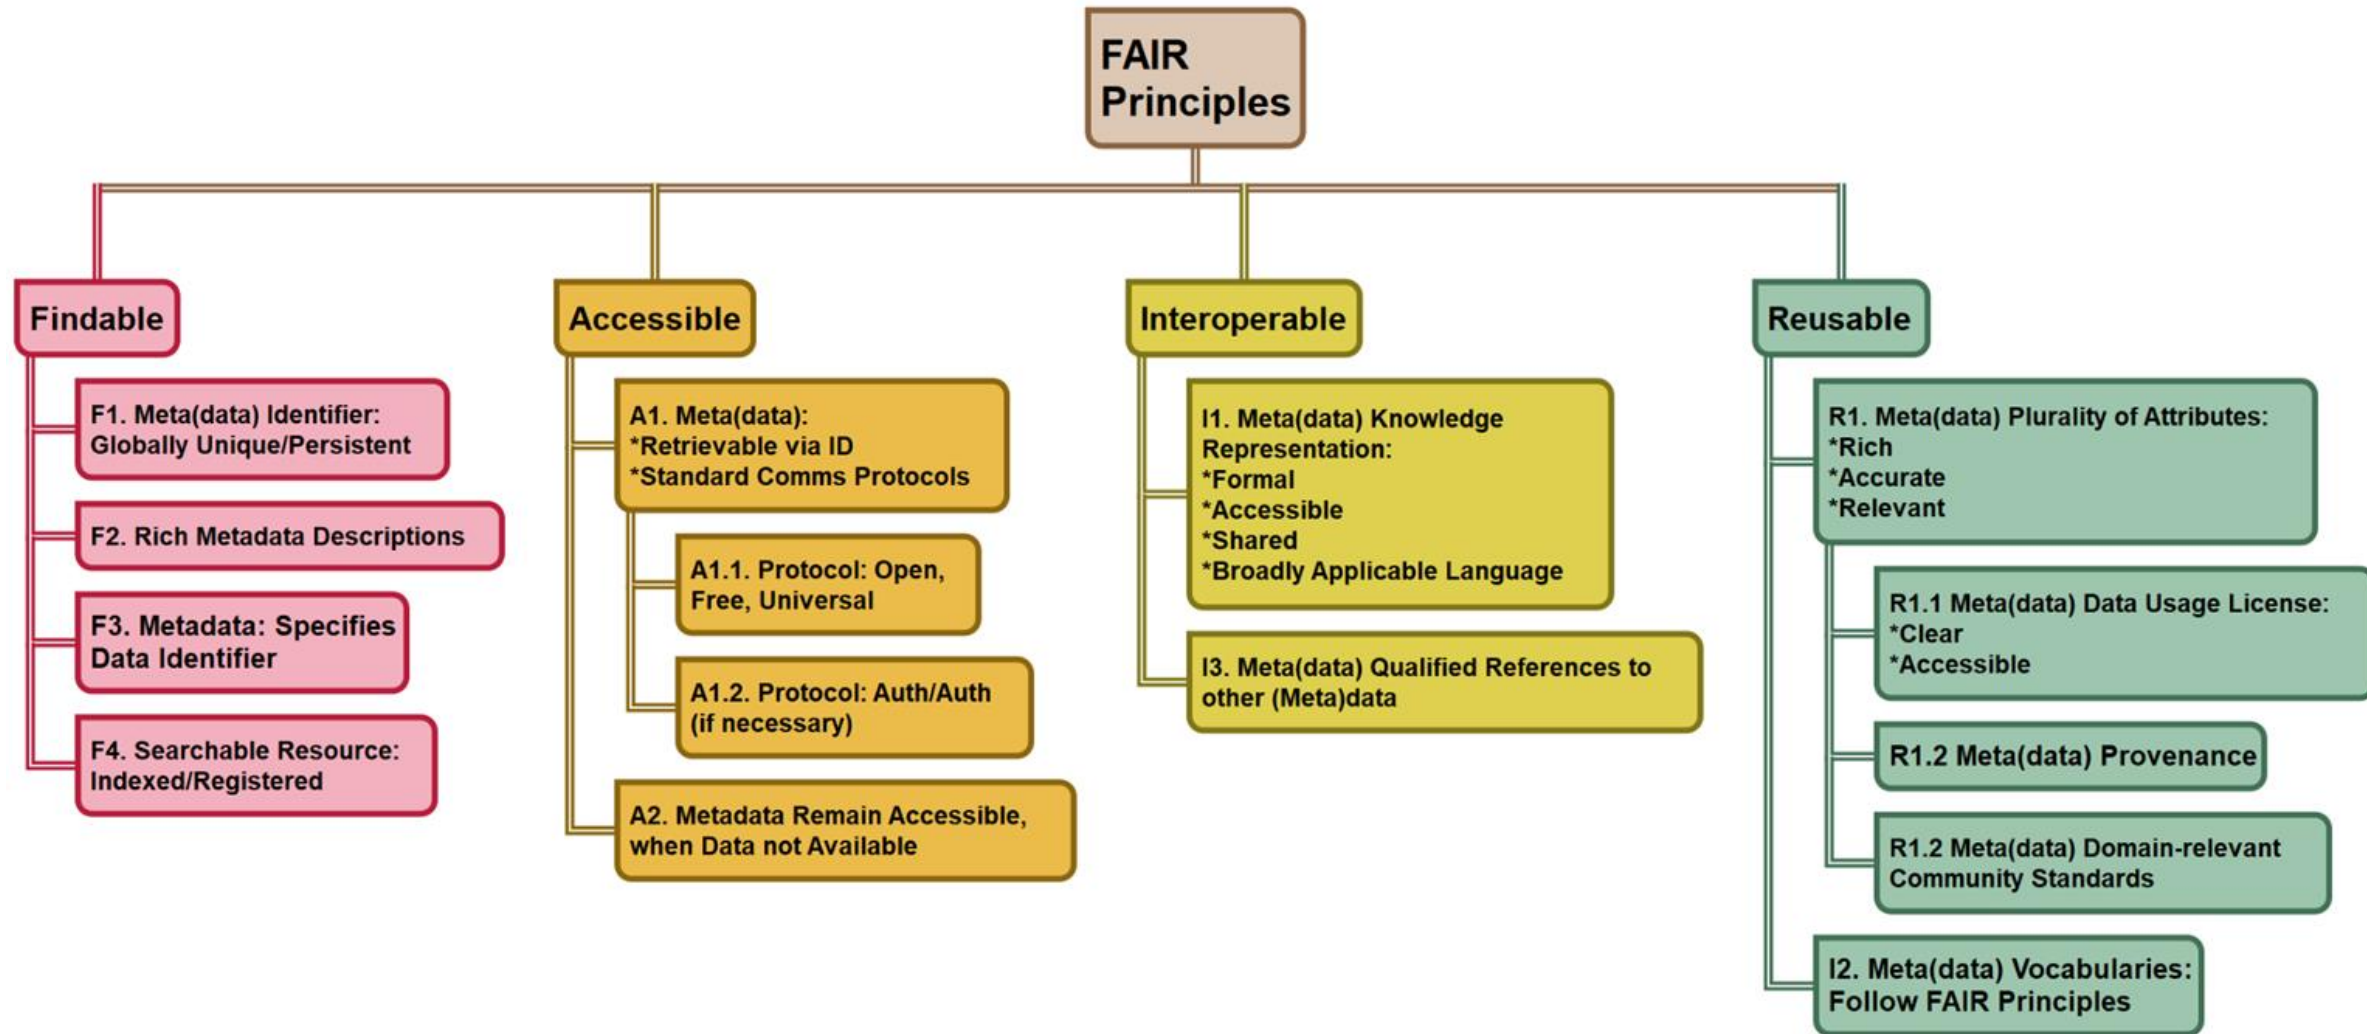 FAIR
Principles
Findable
F1. Meta(data) Identifier:
Globally Unique/Persistent
F2. Rich Metadata Descriptions
F3. Metadata: Specifies
Data Identifier
F4. Searchable Resource:
Indexed/Registered
Accessible
A1. Meta(data):
*Retrievable via ID
*Standard Comms Protocols
A1.1. Protocol: Open,
Free, Universal
A1.2. Protocol: Auth/Auth
(if necessary)
A2. Metadata Remain Accessible,
when Data not Available
Interoperable
I1. Meta(data) Knowledge
Representation:
*Formal
*Accessible
*Shared
*Broadly Applicable Language
I3. Meta(data) Qualified References to
other (Meta)data
Reusable
R1. Meta(data) Plurality of Attributes:
*Rich
*Accurate
*Relevant
R1.1 Meta(data) Data Usage License:
*Clear
*Accessible
R1.2 Meta(data) Provenance
R1.2 Meta(data) Domain-relevant
Community Standards
I2. Meta(data) Vocabularies:
Follow FAIR Principles